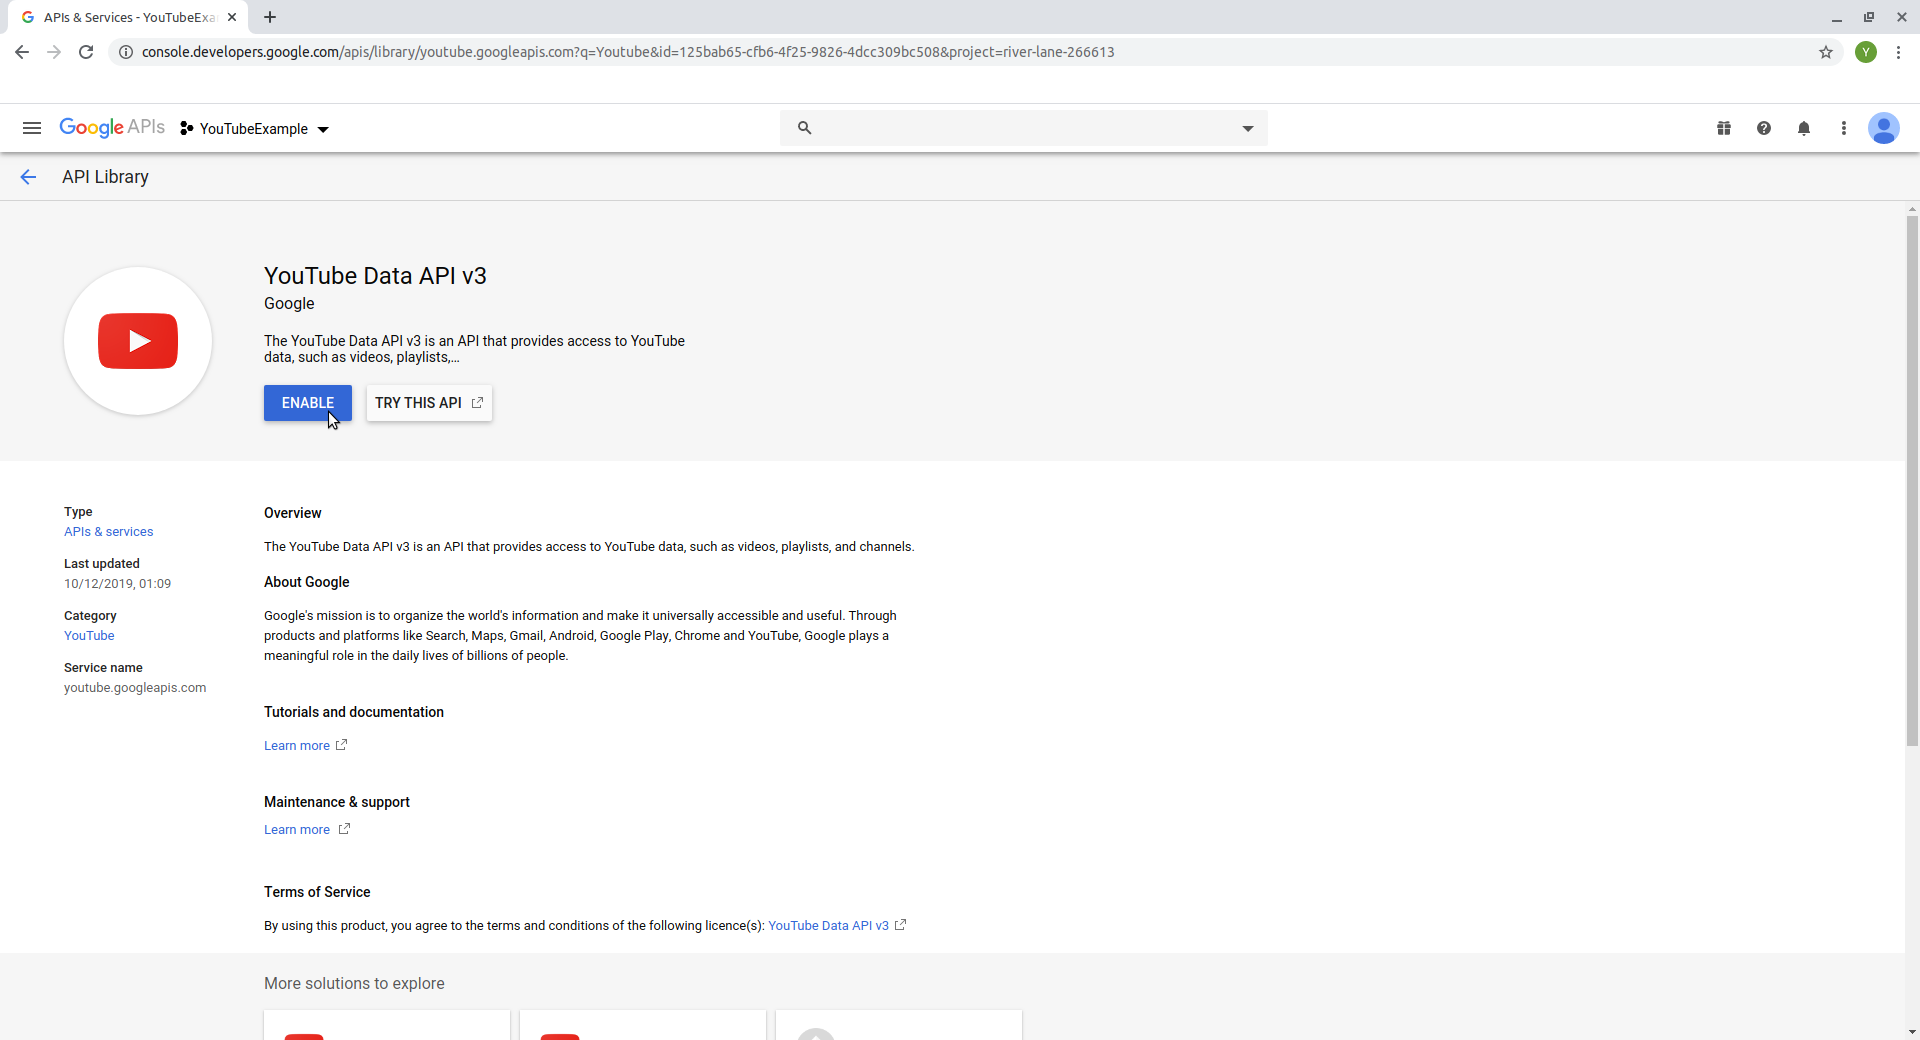 APIs & Services - YouTubeExa
console.developers.google.com/apis/library/youtube.googleapis.com?q=Youtube&id=125bab65-cfb6-4f25-9826-4dcc309bc508&project=river-lane-266613
Y
Google APIs
YouTubeExample
API Library
YouTube Data API v3
Google
The YouTube Data API v3 is an API that provides access to YouTube
data, such as videos, playlists,...
ENABLE
TRY THIS API
Type
APIs & services
Last updated
10/12/2019, 01:09
Category
YouTube
Service name
youtube.googleapis.com
Overview
The YouTube Data API v3 is an API that provides access to YouTube data, such as videos, playlists, and channels.
About Google
Google's mission is to organize the world's information and make it universally accessible and useful. Through
products and platforms like Search, Maps, Gmail, Android, Google Play, Chrome and YouTube, Google plays a
meaningful role in the daily lives of billions of people.
Tutorials and documentation
Learn more
Maintenance & support
Learn more
Terms of Service
By using this product, you agree to the terms and conditions of the following licence(s): YouTube Data API v3
More solutions to explore